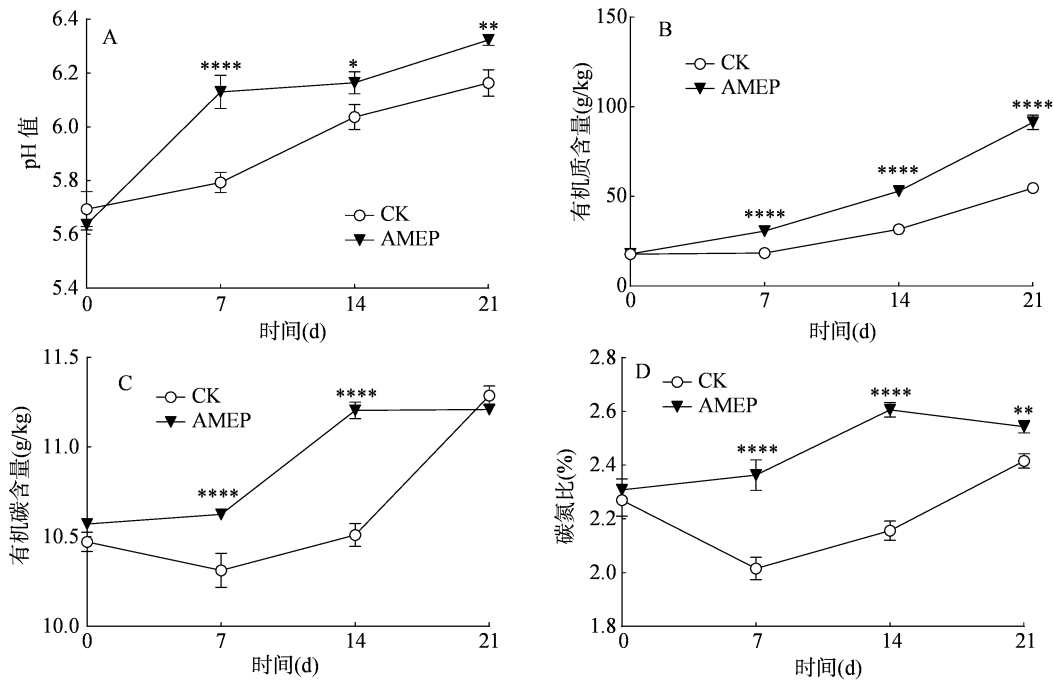 A
6.4
6.2
6.0
5.8
5.6
5.4
pH 值
****
*
**
CK
AMEP
0
7
14
21
时间(d)
B
150
100
50
0
有机质含量(g/kg)
CK
AMEP
****
****
****
0
7
14
21
时间(d)
C
11.5
11.0
10.5
10.0
有机碳含量(g/kg)
CK
AMEP
****
****
0
7
14
21
时间(d)
D
2.8
2.6
2.4
2.2
2.0
1.8
碳氮比(%)
CK
AMEP
****
****
**
0
7
14
21
时间(d)